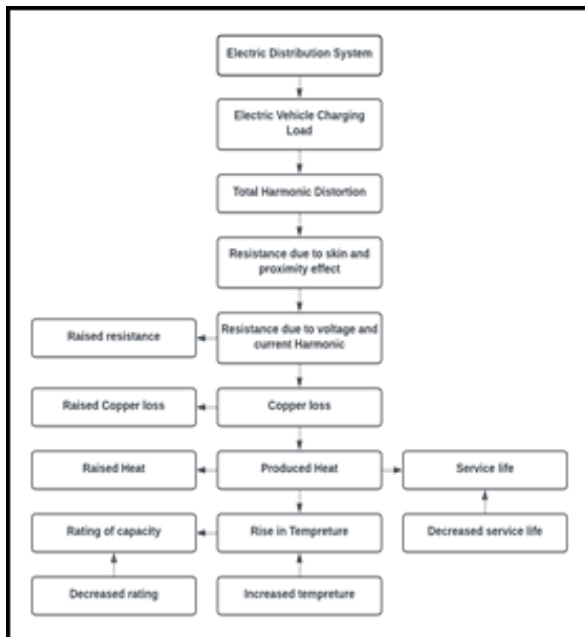 Electric Distribution System
Electric Vehicle Charging
Load
Total Harmonic Distortion
Resistance due to skin and
proximity effect
Raised resistance
Resistance due to voltage and
current Harmonic
Raised Copper loss
Copper loss
Raised Heat
Produced Heat
Service life
Rating of capacity
Rise in Tempreture
Decreased service life
Decreased rating
Increased tempreture